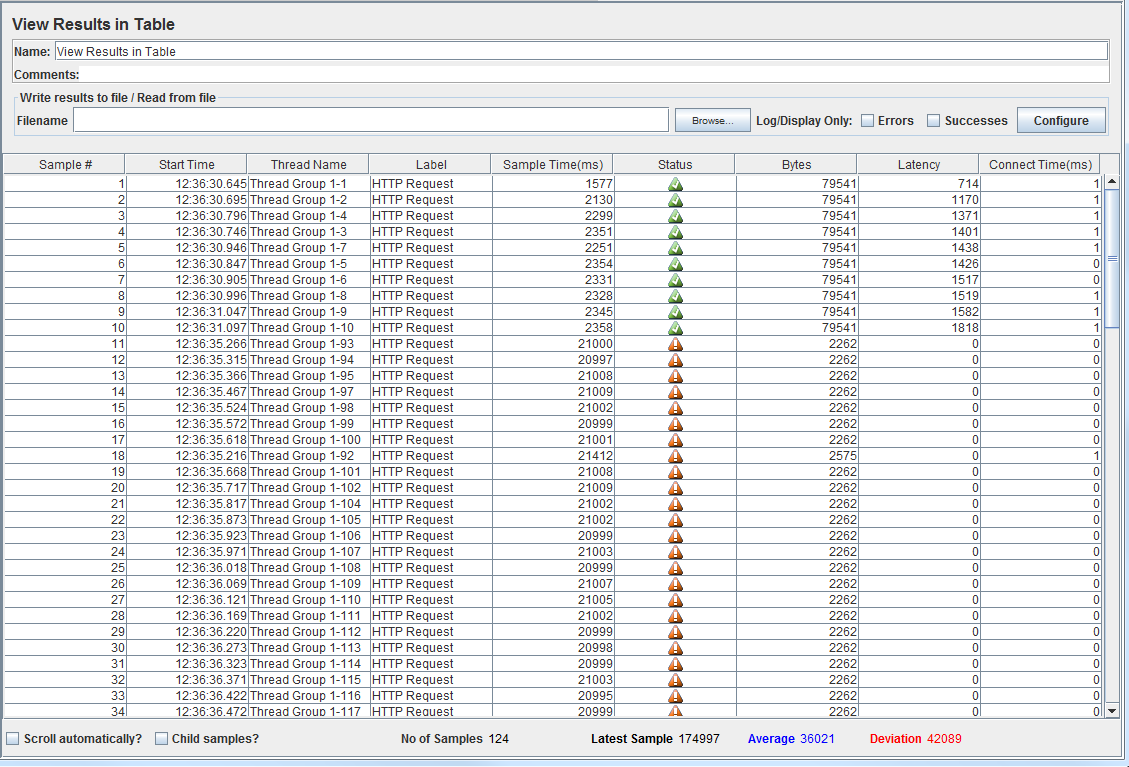 View Results in Table
Name: View Results in Table
Comments:
Write results to file / Read from file
Filename Browse... Log/Display Only: Errors Successes Configure
Sample # Start Time Thread Name Label Sample Time(ms) Status Bytes Latency Connect Time(ms)
1 12:36:30.645 Thread Group 1-1 HTTP Request 1577 79541 714 1
2 12:36:30.695 Thread Group 1-2 HTTP Request 2130 79541 1170 1
3 12:36:30.796 Thread Group 1-4 HTTP Request 2299 79541 1371 1
4 12:36:30.746 Thread Group 1-3 HTTP Request 2351 79541 1401 1
5 12:36:30.946 Thread Group 1-7 HTTP Request 2251 79541 1438 1
6 12:36:30.847 Thread Group 1-5 HTTP Request 2354 79541 1426 0
7 12:36:30.905 Thread Group 1-6 HTTP Request 2331 79541 1517 0
8 12:36:30.996 Thread Group 1-8 HTTP Request 2328 79541 1519 1
9 12:36:31.047 Thread Group 1-9 HTTP Request 2345 79541 1582 1
10 12:36:31.097 Thread Group 1-10 HTTP Request 2358 79541 1818 1
11 12:36:35.266 Thread Group 1-93 HTTP Request 21000 2262 0 0
12 12:36:35.315 Thread Group 1-94 HTTP Request 20997 2262 0 0
13 12:36:35.366 Thread Group 1-95 HTTP Request 21008 2262 0 0
14 12:36:35.467 Thread Group 1-97 HTTP Request 21009 2262 0 0
15 12:36:35.524 Thread Group 1-98 HTTP Request 21002 2262 0 0
16 12:36:35.572 Thread Group 1-99 HTTP Request 20999 2262 0 0
17 12:36:35.618 Thread Group 1-100 HTTP Request 21001 2262 0 0
18 12:36:35.216 Thread Group 1-92 HTTP Request 21412 2575 0 1
19 12:36:35.668 Thread Group 1-101 HTTP Request 21008 2262 0 0
20 12:36:35.717 Thread Group 1-102 HTTP Request 21009 2262 0 0
21 12:36:35.817 Thread Group 1-104 HTTP Request 21002 2262 0 0
22 12:36:35.873 Thread Group 1-105 HTTP Request 21002 2262 0 0
23 12:36:35.923 Thread Group 1-106 HTTP Request 20999 2262 0 0
24 12:36:35.971 Thread Group 1-107 HTTP Request 21003 2262 0 0
25 12:36:36.018 Thread Group 1-108 HTTP Request 20999 2262 0 0
26 12:36:36.069 Thread Group 1-109 HTTP Request 21007 2262 0 0
27 12:36:36.121 Thread Group 1-110 HTTP Request 21005 2262 0 0
28 12:36:36.169 Thread Group 1-111 HTTP Request 21002 2262 0 0
29 12:36:36.220 Thread Group 1-112 HTTP Request 20999 2262 0 0
30 12:36:36.273 Thread Group 1-113 HTTP Request 20998 2262 0 0
31 12:36:36.323 Thread Group 1-114 HTTP Request 20999 2262 0 0
32 12:36:36.371 Thread Group 1-115 HTTP Request 21003 2262 0 0
33 12:36:36.422 Thread Group 1-116 HTTP Request 20995 2262 0 0
34 12:36:36.472 Thread Group 1-117 HTTP Request 20999 2262 0 0
Scroll automatically? Child samples? No of Samples 124 Latest Sample 174997 Average 36021 Deviation 42089